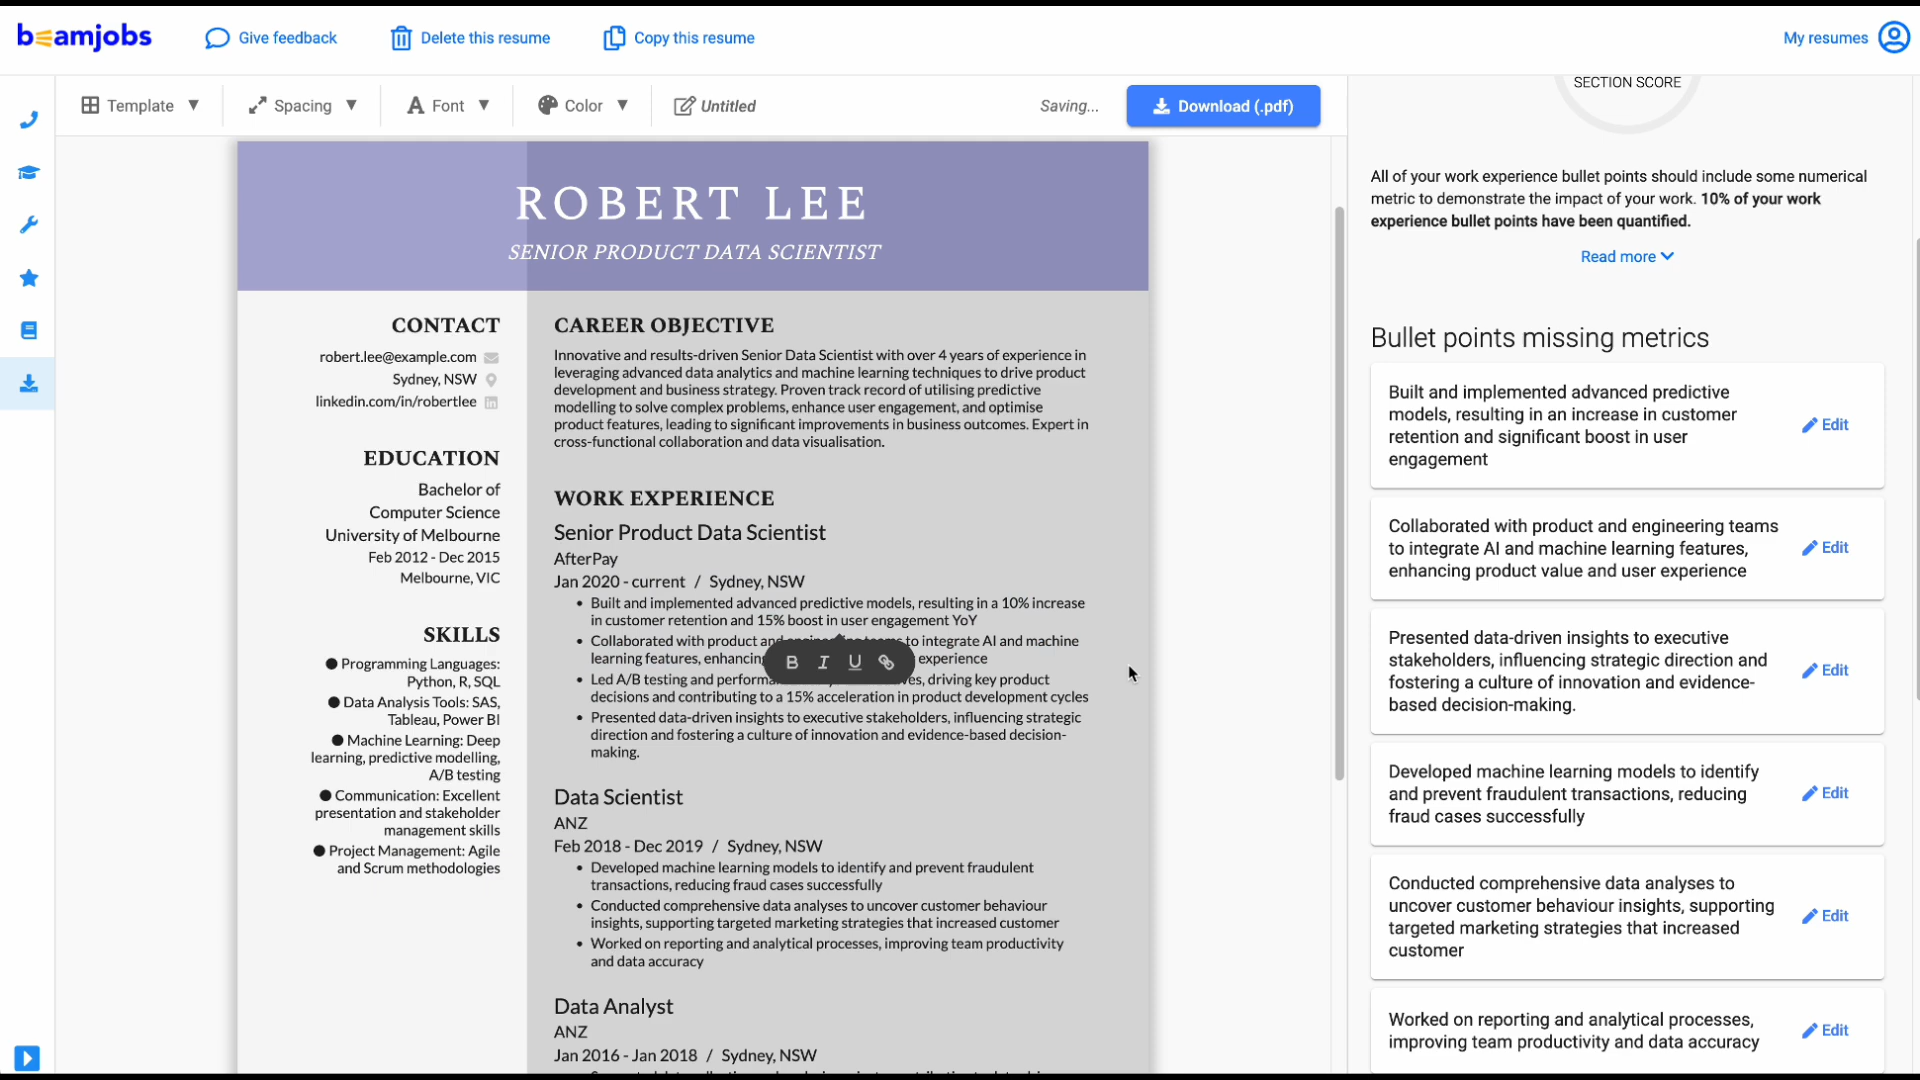 beamjobs
Give feedback
Delete this resume
Copy this resume
My resumes
Template
Spacing
Font
Color
Untitled
Saving...
Download (.pdf)
ROBERT LEE
SENIOR PRODUCT DATA SCIENTIST
CONTACT
robert.lee@example.com
Sydney, NSW
linkedin.com/in/robertlee
EDUCATION
Bachelor of
Computer Science
University of Melbourne
Feb 2012 - Dec 2015
Melbourne, VIC
SKILLS
Programming Languages:
Python, R, SQL
Data Analysis Tools: SAS,
Tableau, Power BI
Machine Learning: Deep
learning, predictive modelling,
A/B testing
Communication: Excellent
presentation and stakeholder
management skills
Project Management: Agile
and Scrum methodologies
CAREER OBJECTIVE
Innovative and results-driven Senior Data Scientist with over 4 years of experience in
leveraging advanced data analytics and machine learning techniques to drive product
development and business strategy. Proven track record of utilising predictive
modelling to solve complex problems, enhance user engagement, and optimise
product features, leading to significant improvements in business outcomes. Expert in
cross-functional collaboration and data visualisation.
WORK EXPERIENCE
Senior Product Data Scientist
AfterPay
Jan 2020 - current / Sydney, NSW
Built and implemented advanced predictive models, resulting in a 10% increase
in customer retention and 15% boost in user engagement YoY
Collaborated with product and engineering teams to integrate AI and machine
learning features, enhancing experience
B I U
Led A/B testing and performa ves, driving key product
decisions and contributing to a 15% acceleration in product development cycles
Presented data-driven insights to executive stakeholders, influencing strategic
direction and fostering a culture of innovation and evidence-based decision-
making.
Data Scientist
ANZ
Feb 2018 - Dec 2019 / Sydney, NSW
Developed machine learning models to identify and prevent fraudulent
transactions, reducing fraud cases successfully
Conducted comprehensive data analyses to uncover customer behaviour
insights, supporting targeted marketing strategies that increased customer
Worked on reporting and analytical processes, improving team productivity
and data accuracy
Data Analyst
ANZ
Jan 2016 - Jan 2018 / Sydney, NSW
SECTION SCORE
All of your work experience bullet points should include some numerical
metric to demonstrate the impact of your work. 10% of your work
experience bullet points have been quantified.
Read more
Bullet points missing metrics
Built and implemented advanced predictive
models, resulting in an increase in customer
retention and significant boost in user
engagement
Edit
Collaborated with product and engineering teams
to integrate AI and machine learning features,
enhancing product value and user experience
Edit
Presented data-driven insights to executive
stakeholders, influencing strategic direction and
fostering a culture of innovation and evidence-
based decision-making.
Edit
Developed machine learning models to identify
and prevent fraudulent transactions, reducing
fraud cases successfully
Edit
Conducted comprehensive data analyses to
uncover customer behaviour insights, supporting
targeted marketing strategies that increased
customer
Edit
Worked on reporting and analytical processes,
improving team productivity and data accuracy
Edit